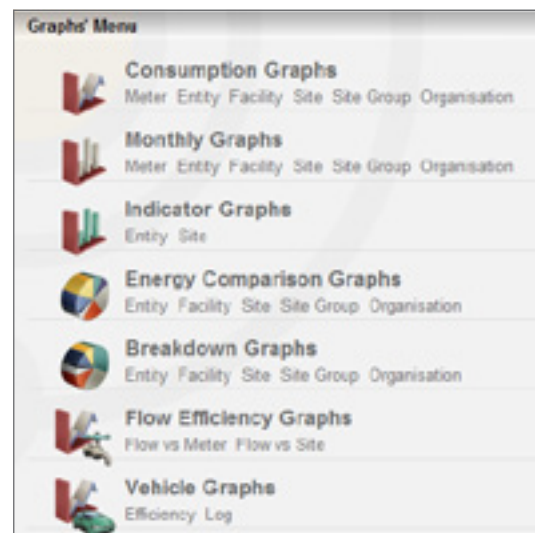 Graphs' Menu
Consumption Graphs
Meter Entity Facility Site Site Group Organisation
Monthly Graphs
Meter Entity Facility Site Site Group Organisation
Indicator Graphs
Entity Site
Energy Comparison Graphs
Entity Facility Site Site Group Organisation
Breakdown Graphs
Entity Facility Site Site Group Organisation
Flow Efficiency Graphs
Flow vs Meter Flow vs Site
Vehicle Graphs
Efficiency Log